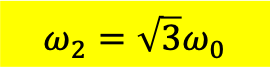 ω₂ = √3ω₀